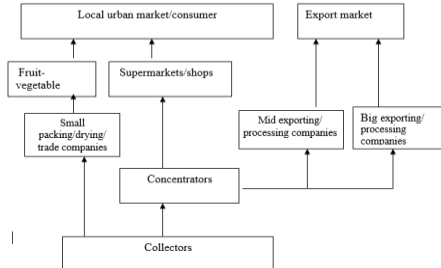 Local urban market/consumer
Export market
Fruit-
vegetable
Supermarkets/shops
Small
packing/drying/
trade companies
Mid exporting/
processing companies
Big exporting/
processing
companies
Concentrators
Collectors